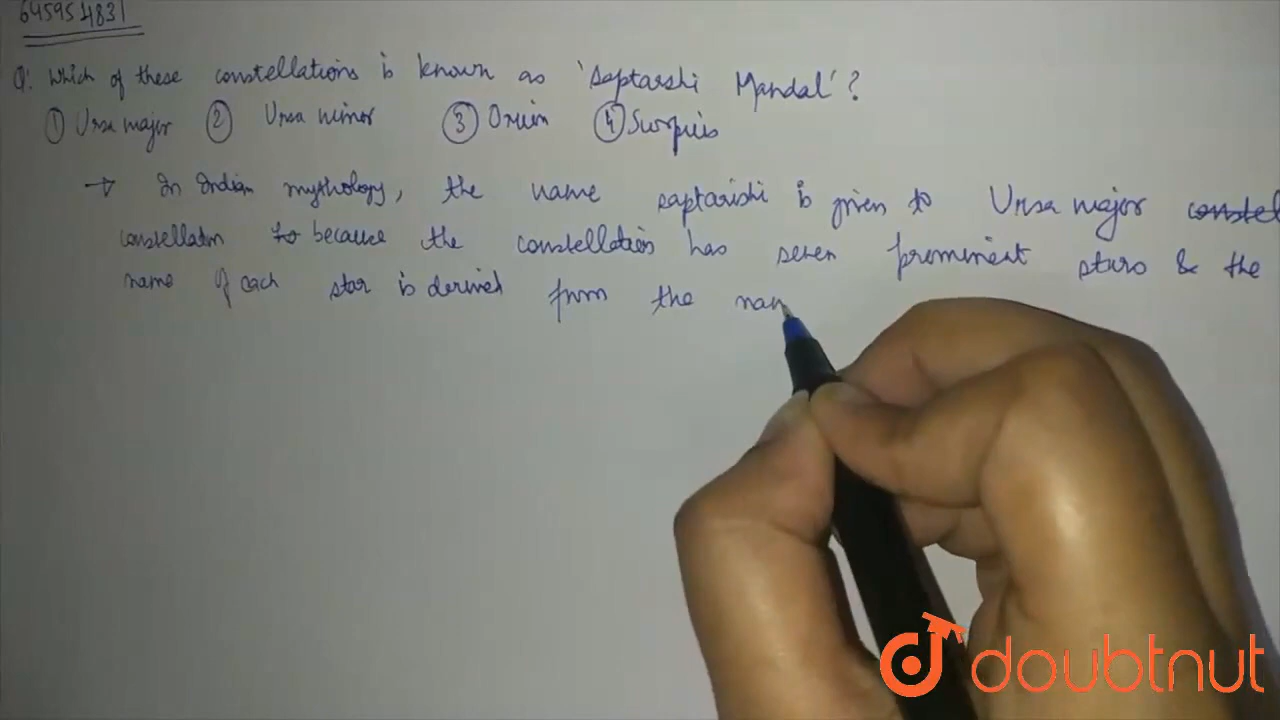 645954831
Q: Which of these constellations is known as 'Saptarshi Mandal'?
① Ursa major ② Ursa minor ③ Orion ④ Scorpius
→ In Indian mythology, the name saptarishi is given to Ursa major constel
constellation to because the constellation has seven prominent stars & the
name of each star is derived from the nam
doubtnut